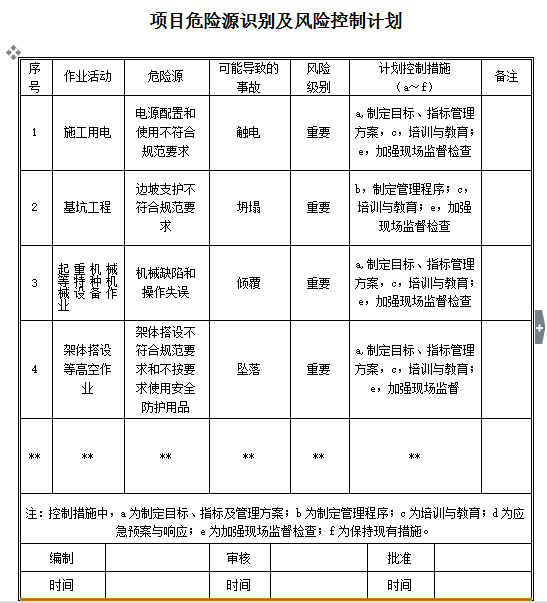 项目危险源识别及风险控制计划
序
号
作业活动
危险源
可能导致的
事故
风险
级别
计划控制措施
（a~f）
备注
1
施工用电
电源配置和
使用不符合
规范要求
触电
重要
a,制定目标、指标管理
方案，c，培训与教育；
e，加强现场监督检查
2
基坑工程
边坡支护不
符合规范要
求
坍塌
重要
b，制定管理程序；c，
培训与教育；e，加强
现场监督检查
3
起重机械
等特种机
械设备作
业
机械缺陷和
操作失误
倾覆
重要
a,制定目标、指标管理
方案，c，培训与教育；
e，加强现场监督检查
4
架体搭设
等高空作
业
架体搭设不
符合规范要
求和不按要
求使用安全
防护用品
坠落
重要
a,制定目标、指标管理
方案，c，培训与教育；
e，加强现场监督
**
**
**
**
**
**
注：控制措施中，a为制定目标、指标及管理方案；b为制定管理程序；c为培训与教育；d为应
急预案与响应；e为加强现场监督检查；f为保持现有措施。
编制
审核
批准
时间
时间
时间